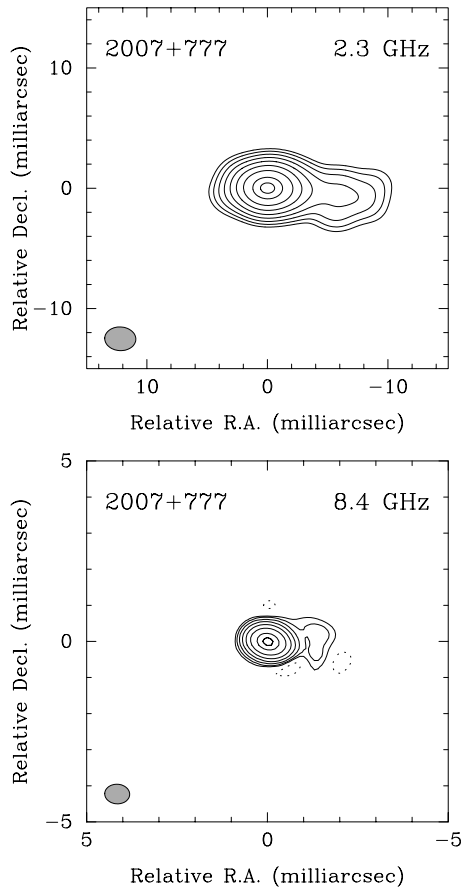 2007+777 2.3 GHz
10
0
-10
Relative Decl. (milliarcsec)
10 0 -10
Relative R.A. (milliarcsec)
2007+777 8.4 GHz
5
0
-5
Relative Decl. (milliarcsec)
5 0 -5
Relative R.A. (milliarcsec)